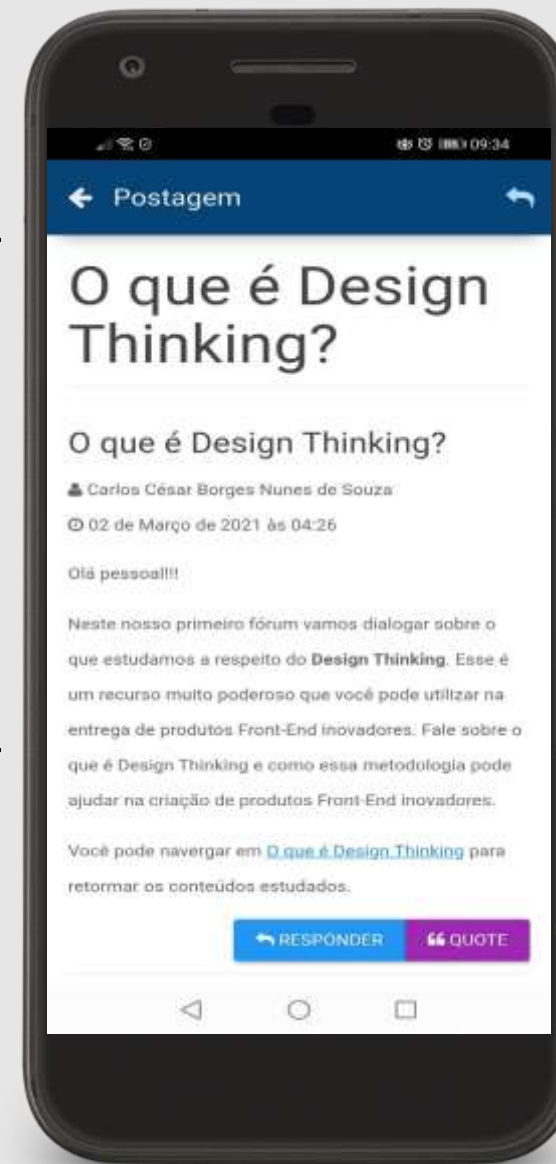 09:34
Postagem
O que é Design
Thinking?
O que é Design Thinking?
Carlos César Borges Nunes de Souza
02 de Março de 2021 às 04:26
Olá pessoal!!!
Neste nosso primeiro fórum vamos dialogar sobre o
que estudamos a respeito do Design Thinking. Esse é
um recurso muito poderoso que você pode utilizar na
entrega de produtos Front-End inovadores. Fale sobre o
que é Design Thinking e como essa metodologia pode
ajudar na criação de produtos Front-End inovadores.
Você pode navergar em O que é Design Thinking para
retormar os conteúdos estudados.
RESPONDER
QUOTE